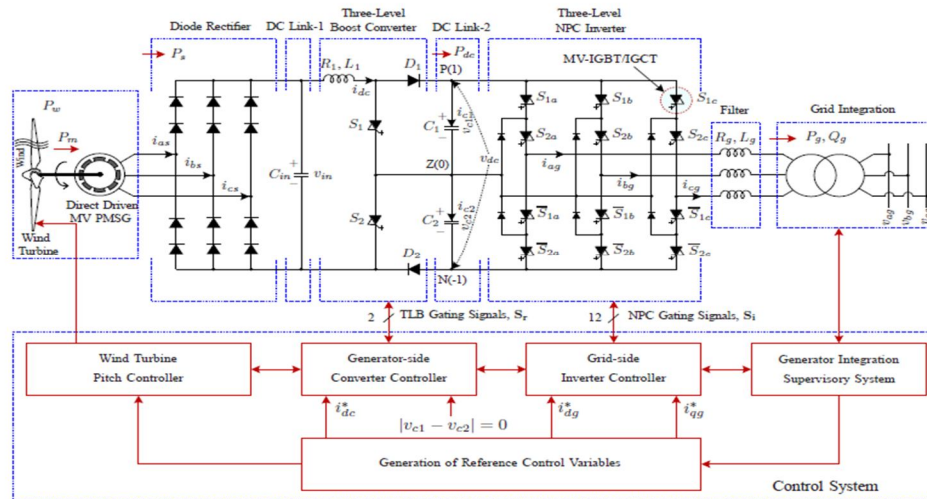 Diode Rectifier
DC Link-1
Three-Level
Boost Converter
DC Link-2
Three-Level
NPC Inverter
MV-IGBT/IGCT
Filter
Grid Integration
P_s
R_1, L_1
i_dc
D_1
P_dc
P(1)
S_1a
S_1b
S_1c
P_w
P_m
Wind
i_as
i_bs
i_cs
Direct Driven
MV PMSG
Wind
Turbine
C_in
+
−
v_in
S_1
S_2
C_1
+
−
i_c1
v_c1
Z(0)
v_dc
C_2
+
−
i_c2
v_c2
D_2
N(-1)
S_2a
S_2b
S_2c
i_ag
i_bg
i_cg
S̅_1a
S̅_1b
S̅_1c
S̅_2a
S̅_2b
S̅_2c
R_g, L_g
P_g, Q_g
v_ag
v_bg
2
TLB Gating Signals, S_r
12
NPC Gating Signals, S_i
Wind Turbine
Pitch Controller
Generator-side
Converter Controller
Grid-side
Inverter Controller
Generator Integration
Supervisory System
i*_dc
|v_c1 − v_c2| = 0
i*_dg
i*_qg
Generation of Reference Control Variables
Control System